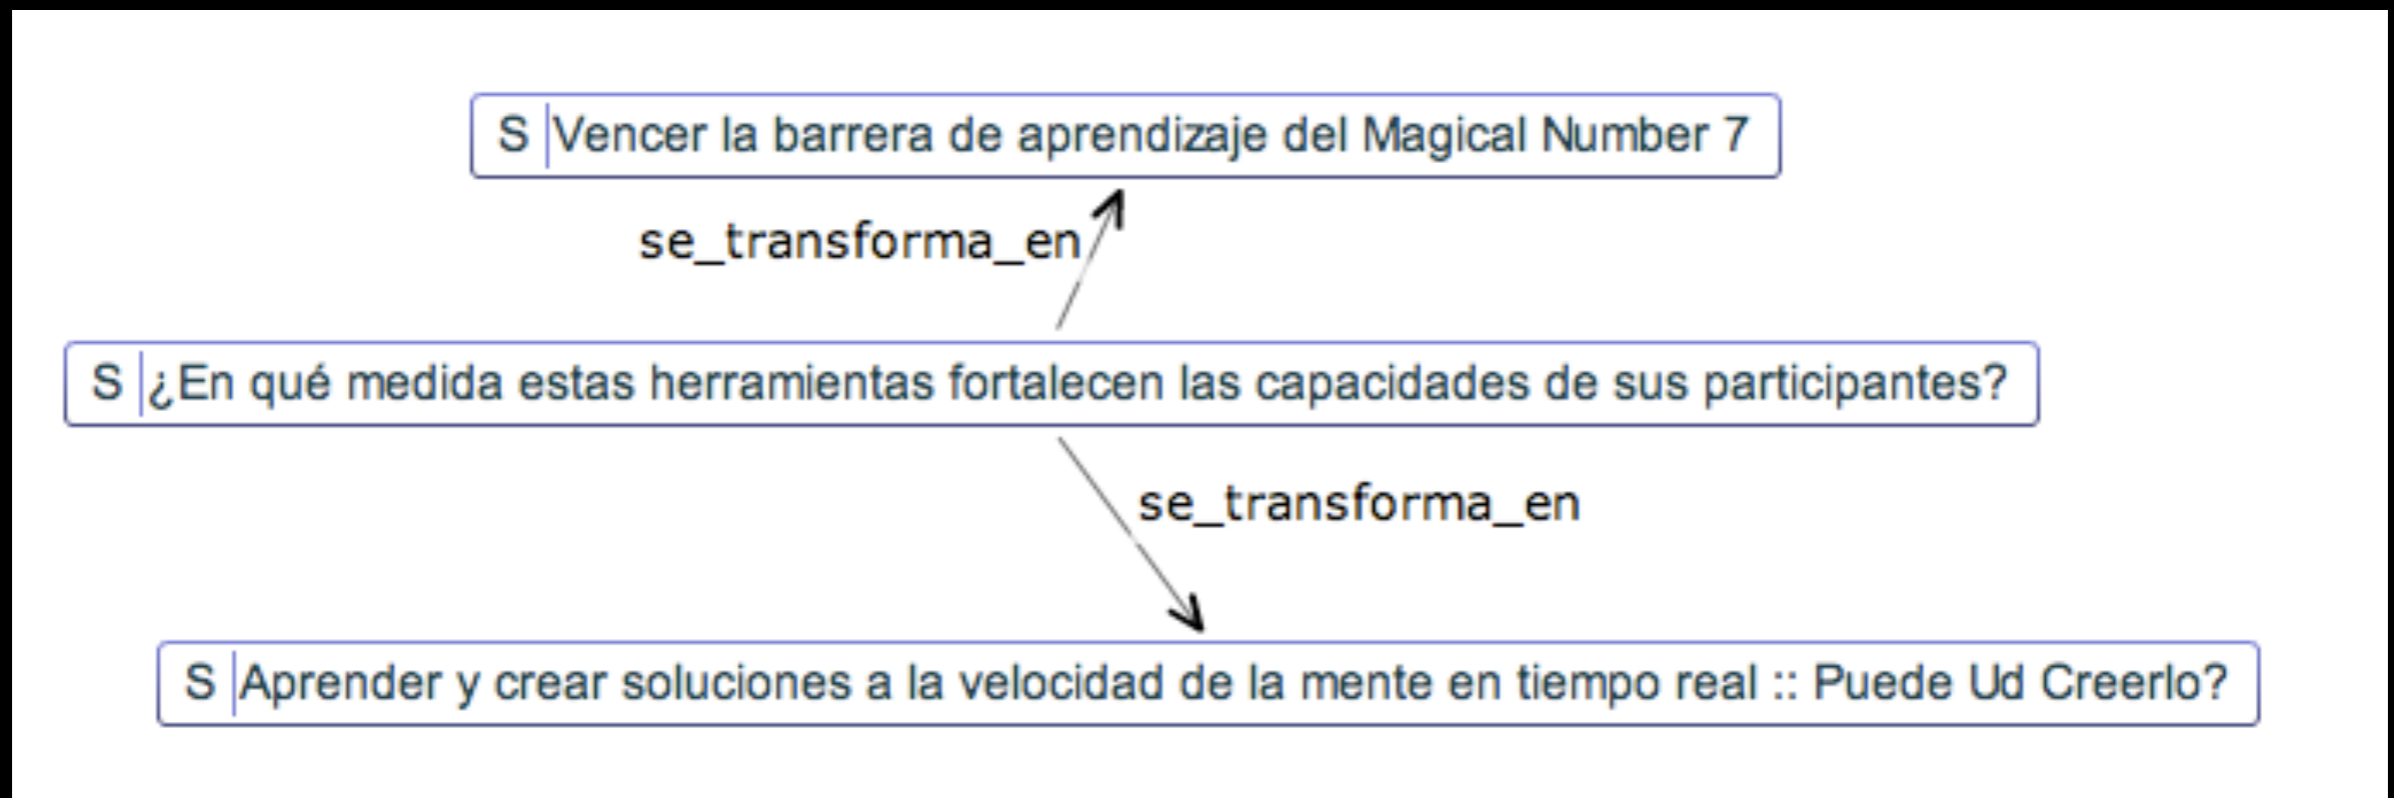 S Vencer la barrera de aprendizaje del Magical Number 7
se_transforma_en
S ¿En qué medida estas herramientas fortalecen las capacidades de sus participantes?
se_transforma_en
S Aprender y crear soluciones a la velocidad de la mente en tiempo real :: Puede Ud Creerlo?